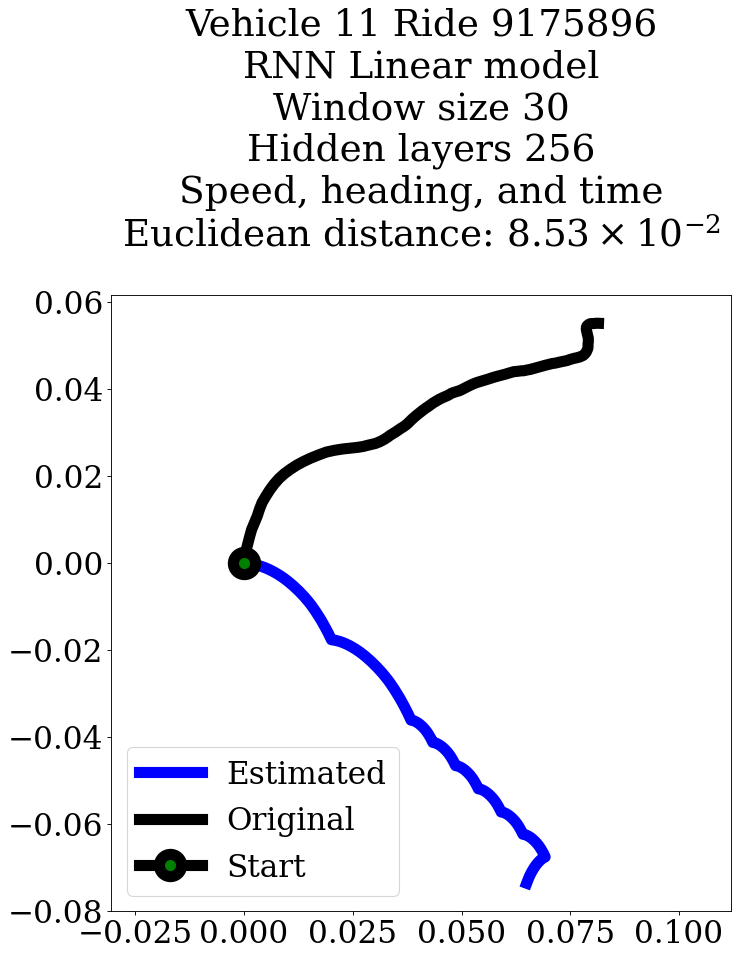 Vehicle 11 Ride 9175896
RNN Linear model
Window size 30
Hidden layers 256
Speed, heading, and time
Euclidean distance: 8.53 × 10⁻²
0.06
0.04
0.02
0.00
−0.02
−0.04
−0.06
−0.08
Estimated
Original
Start
−0.025 0.000 0.025 0.050 0.075 0.100